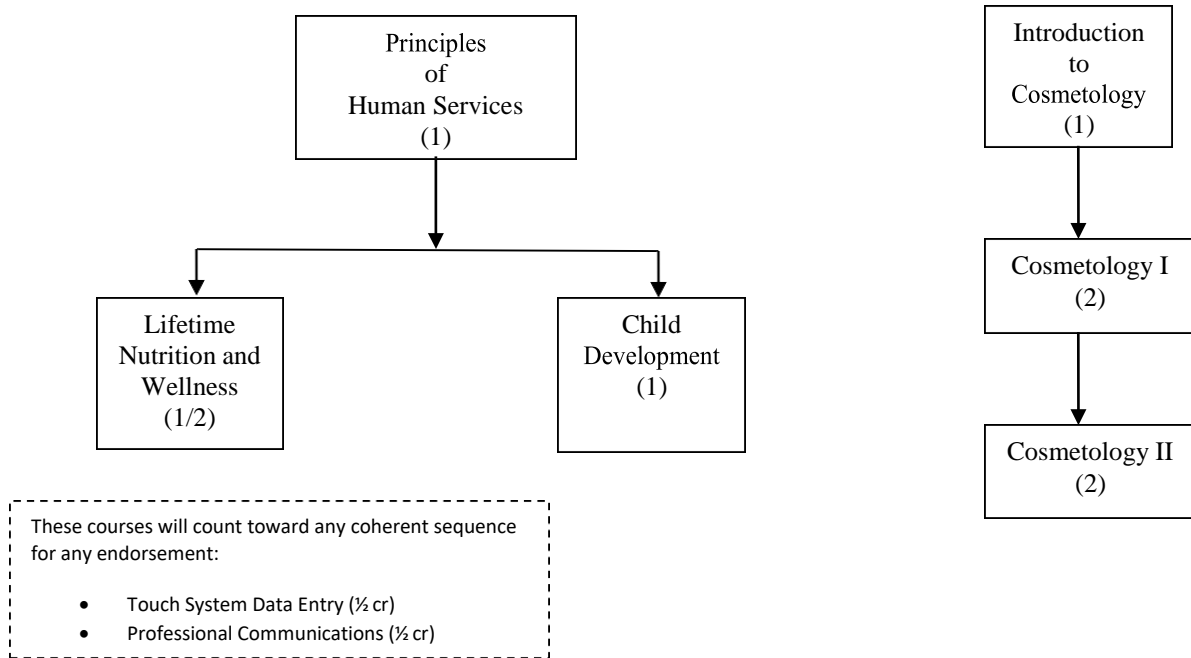 Principles
of
Human Services
(1)
Introduction
to
Cosmetology
(1)
Lifetime
Nutrition and
Wellness
(1/2)
Child
Development
(1)
Cosmetology I
(2)
Cosmetology II
(2)
These courses will count toward any coherent sequence
for any endorsement:
• Touch System Data Entry (½ cr)
• Professional Communications (½ cr)